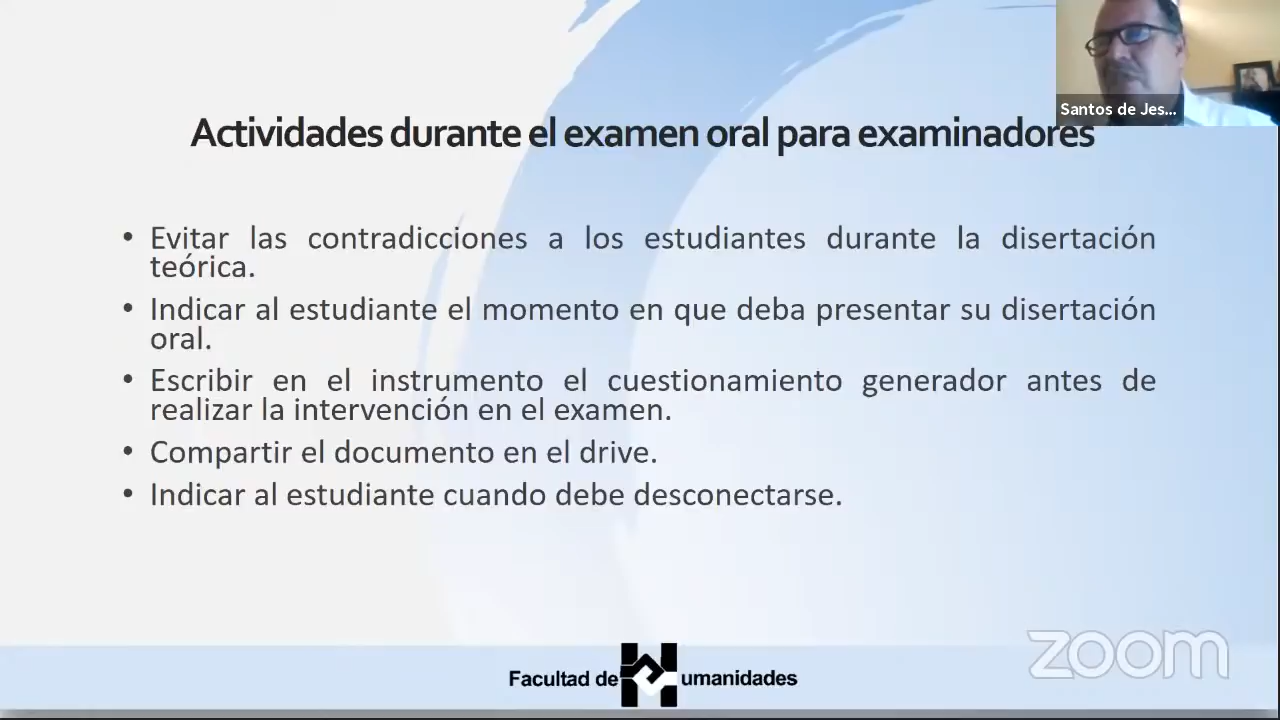 Santos de Jes...
Actividades durante el examen oral para examinadores
• Evitar las contradicciones a los estudiantes durante la disertación
teórica.
• Indicar al estudiante el momento en que deba presentar su disertación
oral.
• Escribir en el instrumento el cuestionamiento generador antes de
realizar la intervención en el examen.
• Compartir el documento en el drive.
• Indicar al estudiante cuando debe desconectarse.
zoom
Facultad de Humanidades